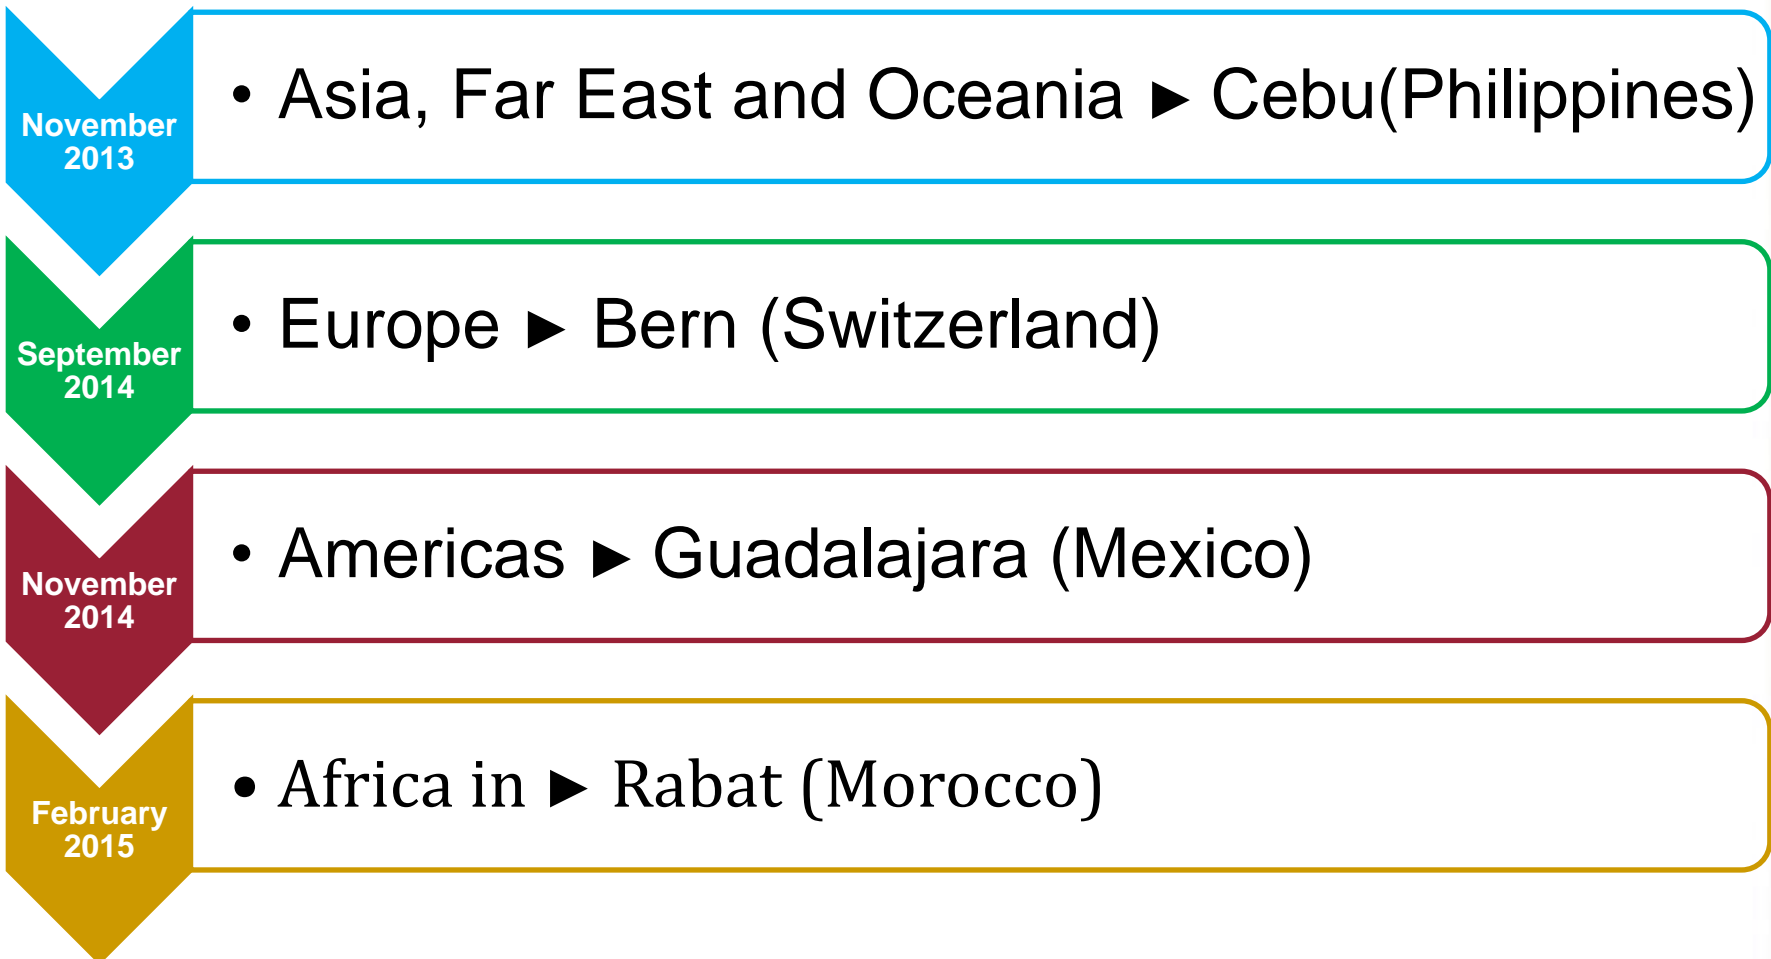 November
2013
• Asia, Far East and Oceania ► Cebu(Philippines)
September
2014
• Europe ► Bern (Switzerland)
November
2014
• Americas ► Guadalajara (Mexico)
February
2015
• Africa in ► Rabat (Morocco)